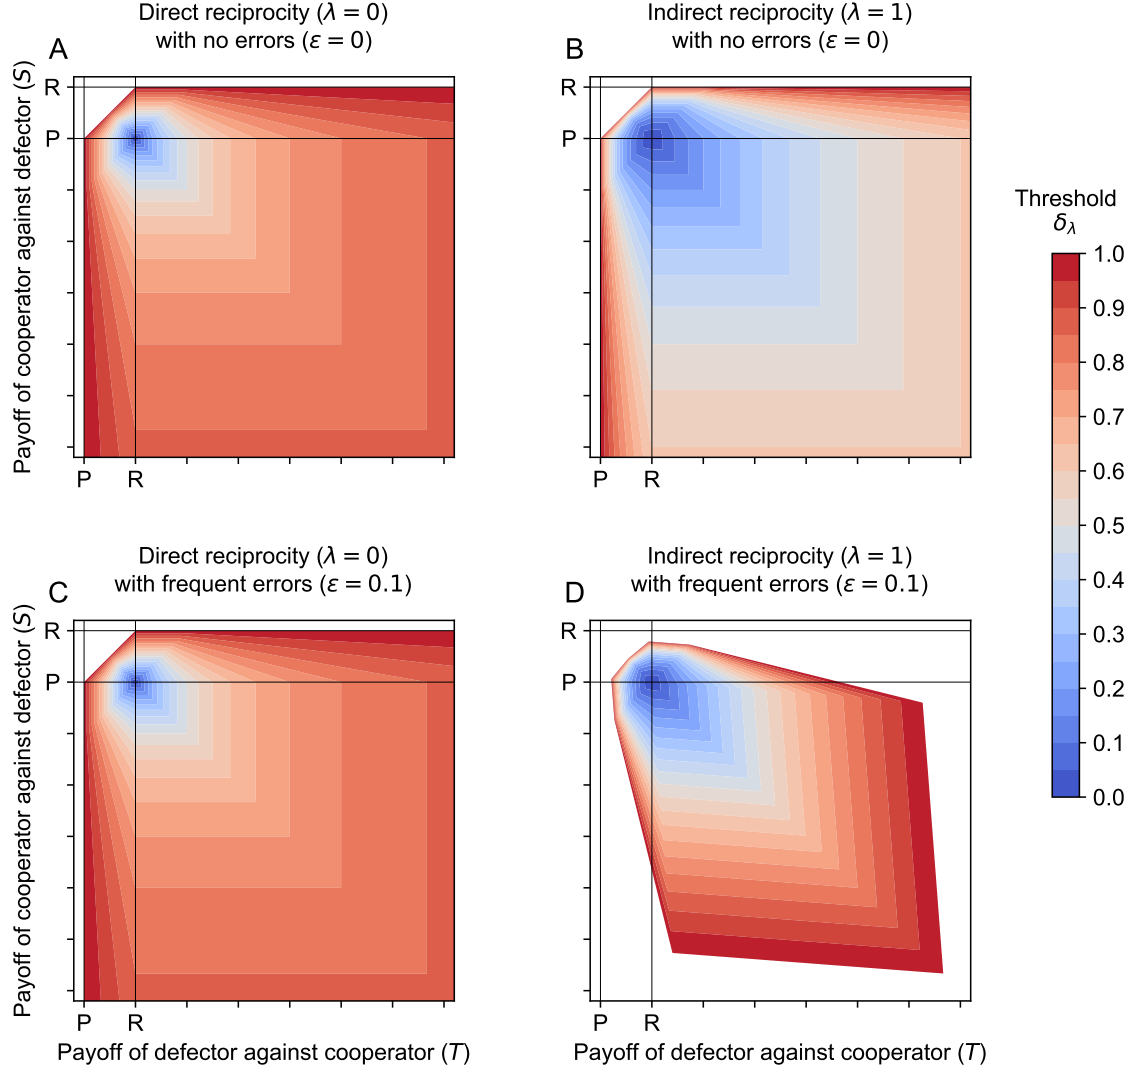 Direct reciprocity (λ = 0)
with no errors (ε = 0)
Indirect reciprocity (λ = 1)
with no errors (ε = 0)
A
B
Payoff of cooperator against defector (S)
R
P
P
R
R
P
P
R
Threshold
δλ
1.0
0.9
0.8
0.7
0.6
0.5
0.4
0.3
0.2
0.1
0.0
Direct reciprocity (λ = 0)
with frequent errors (ε = 0.1)
Indirect reciprocity (λ = 1)
with frequent errors (ε = 0.1)
C
D
Payoff of cooperator against defector (S)
R
P
P
R
R
P
P
R
Payoff of defector against cooperator (T)
Payoff of defector against cooperator (T)